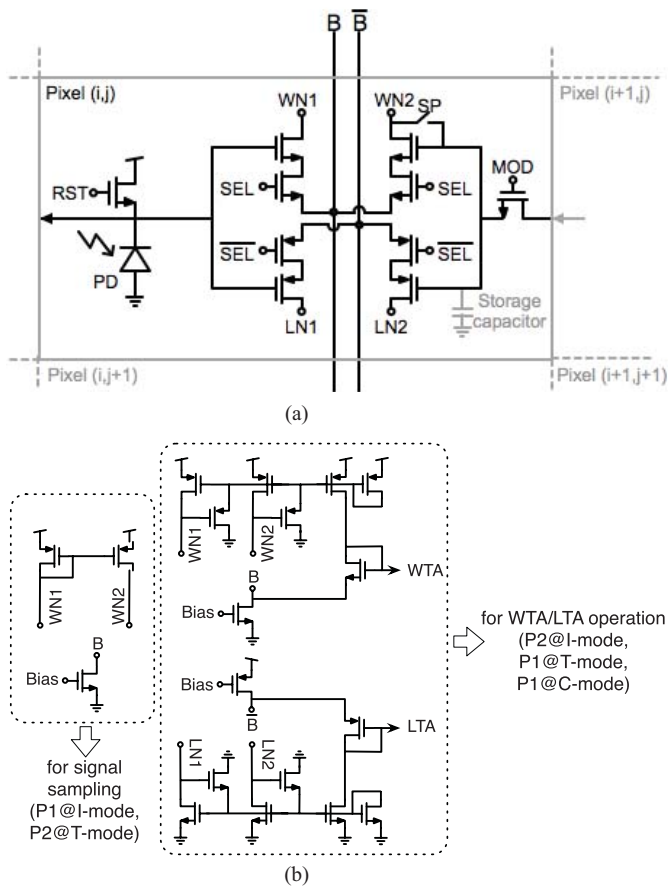 B B̅
Pixel (i,j)
Pixel (i+1,j)
WN1
WN2
SP
MOD
RST
SEL
SEL
S̅E̅L̅
S̅E̅L̅
PD
LN1
LN2
Storage
capacitor
Pixel (i,j+1)
Pixel (i+1,j+1)
(a)
WN1
WN2
B
Bias
for signal
sampling
(P1@I-mode,
P2@T-mode)
WN1
WN2
WTA
B
Bias
Bias
B̅
LTA
LN1
LN2
for WTA/LTA operation
(P2@I-mode,
P1@T-mode,
P1@C-mode)
(b)